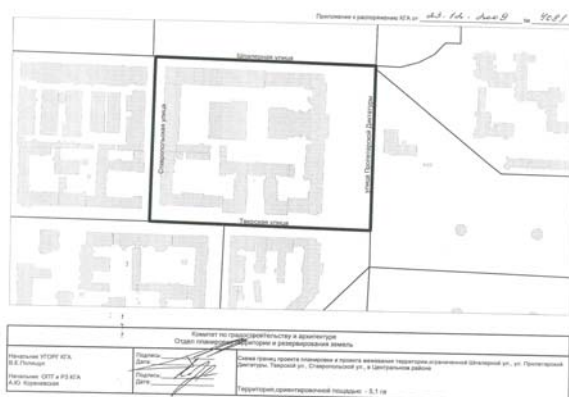 Приложение к распоряжению КГА от 23.12.2009 № 4081
Шпалерная улица
Ставропольская улица
улица Пролетарской Диктатуры
Тверская улица
Комитет по градостроительству и архитектуре
Отдел планировки территории и резервирования земель
Начальник УГОРТ КГА
В.Е.Полищук
Подпись
Дата
Начальник ОПТ и РЗ КГА
Подпись
Дата
Схема границ проекта планировки и проекта межевания территории,ограниченной Шпалерной ул., ул. Пролетарской
Диктатуры, Тверской ул., Ставропольской ул., в Центральном районе
Территория,ориентировочной площадью - 5,1 га